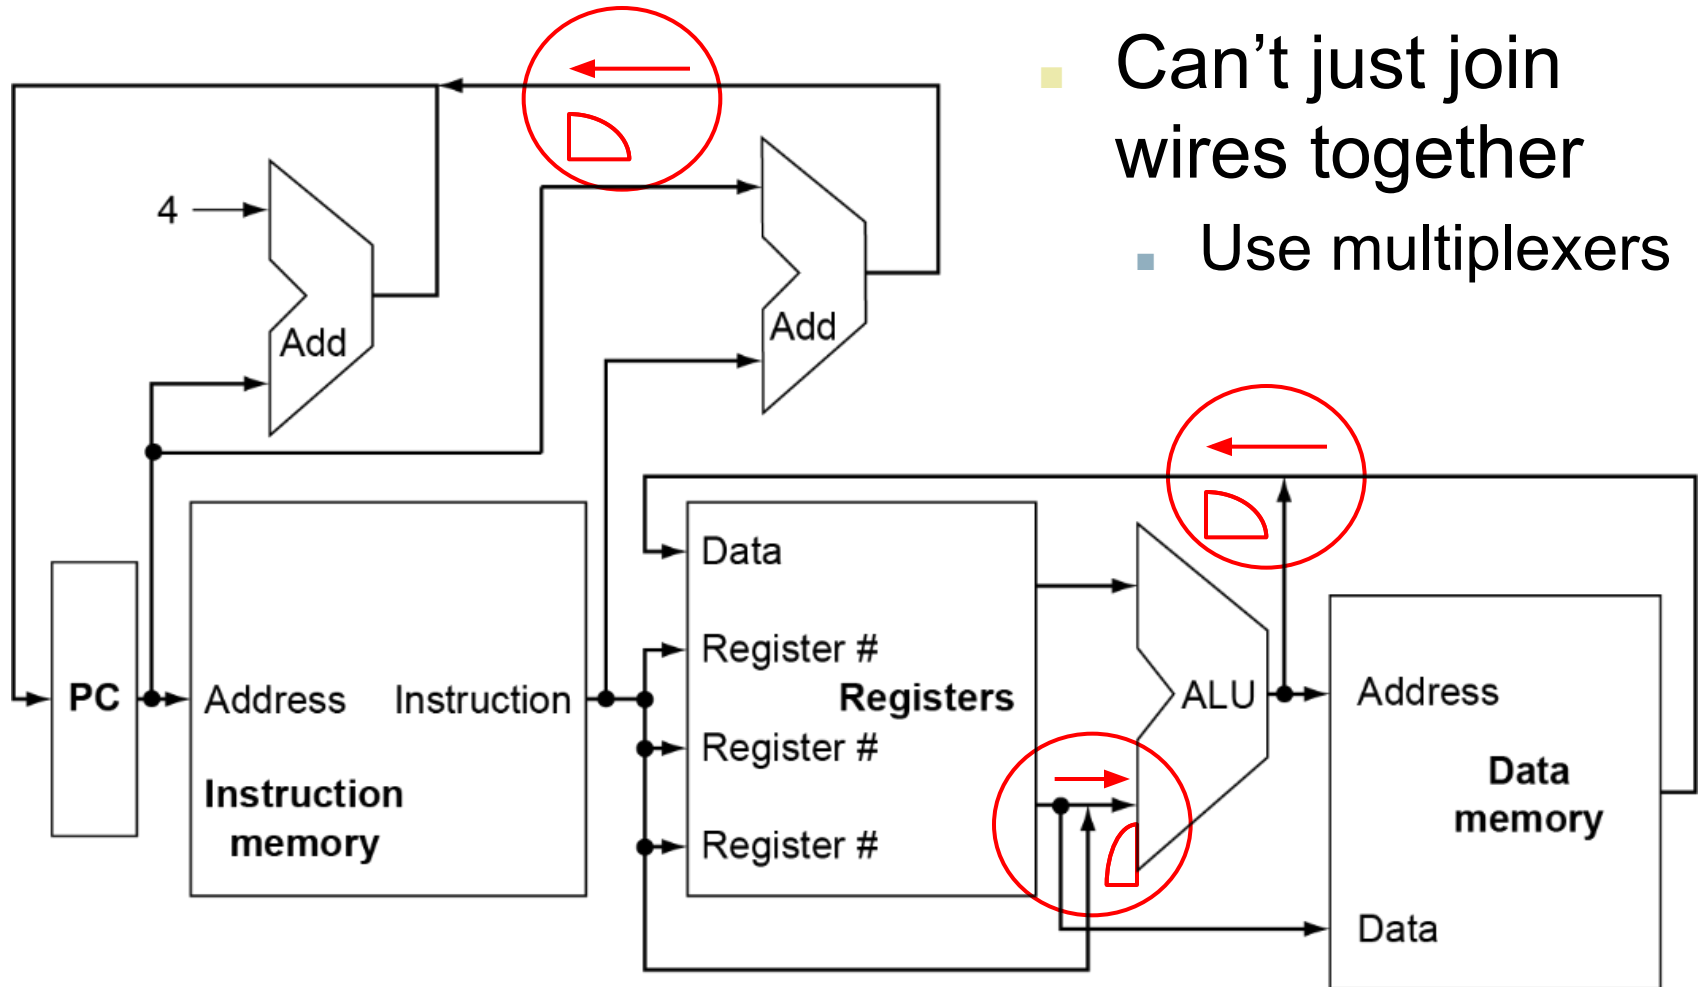 Can’t just join
wires together
Use multiplexers
4
Add
Add
PC
Address
Instruction
Instruction
memory
Data
Register #
Registers
Register #
Register #
ALU
Address
Data
memory
Data